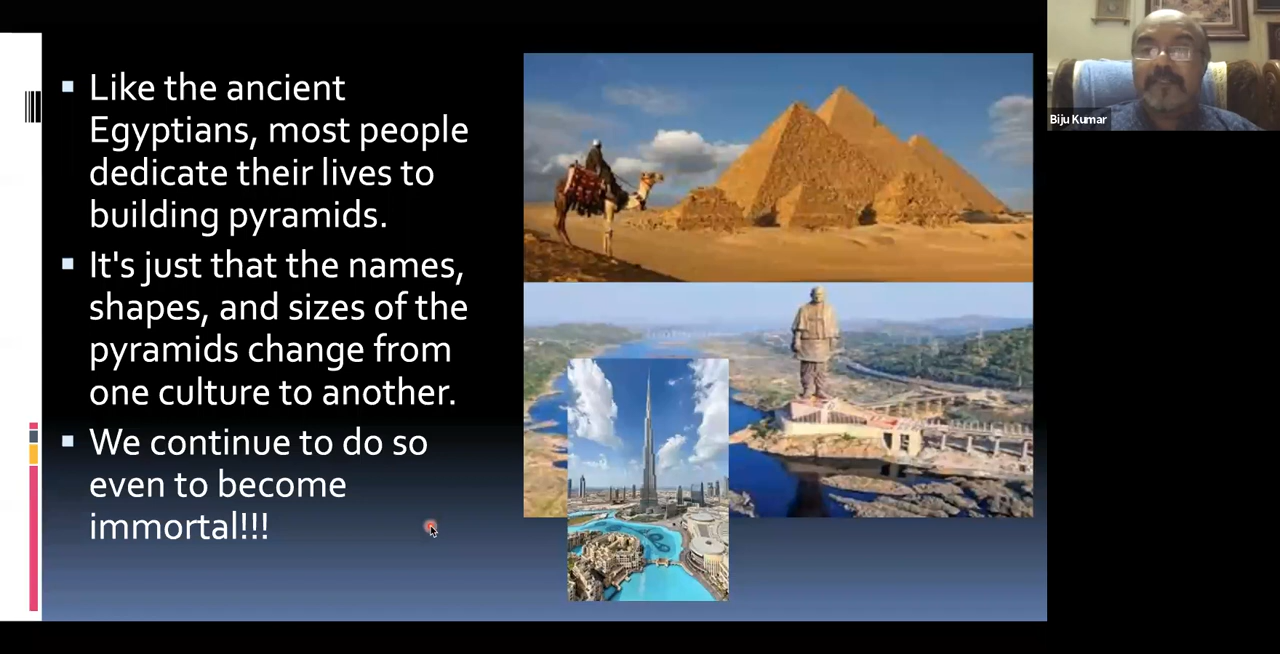 Like the ancient
Egyptians, most people
dedicate their lives to
building pyramids.
It's just that the names,
shapes, and sizes of the
pyramids change from
one culture to another.
We continue to do so
even to become
immortal!!!
Biju Kumar